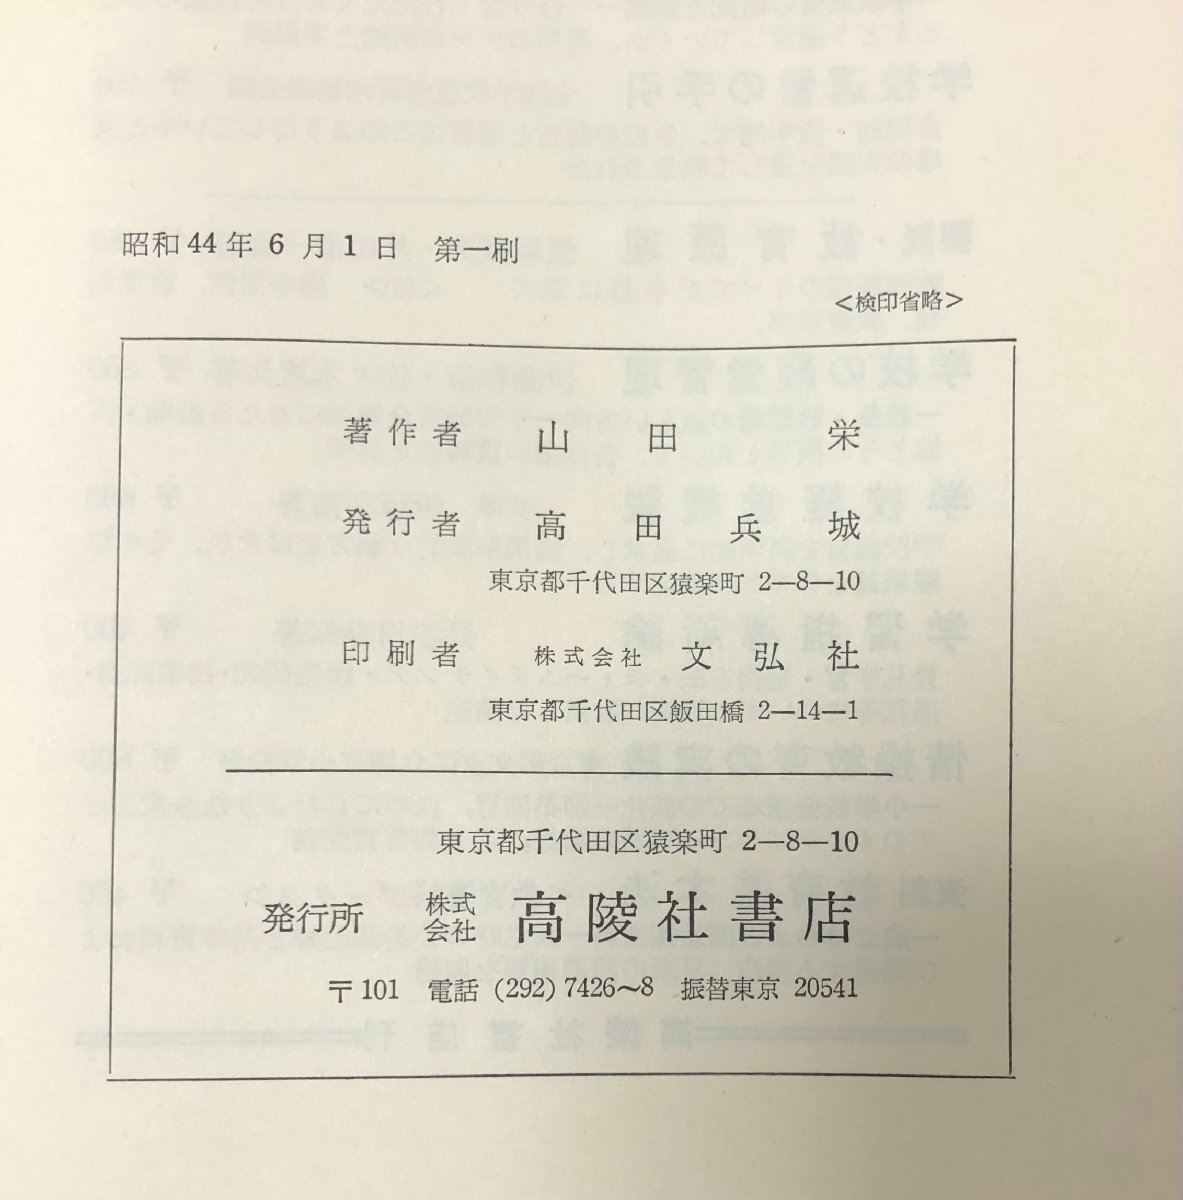 昭和44年6月1日 第一刷
<検印省略>
著作者 山田栄
発行者 高田兵城
東京都千代田区猿楽町 2—8—10
印刷者 株式会社 文弘社
東京都千代田区飯田橋 2—14—1
東京都千代田区猿楽町 2—8—10
発行所 株式会社 高陵社書店
〒101 電話 (292) 7426〜8 振替東京 20541